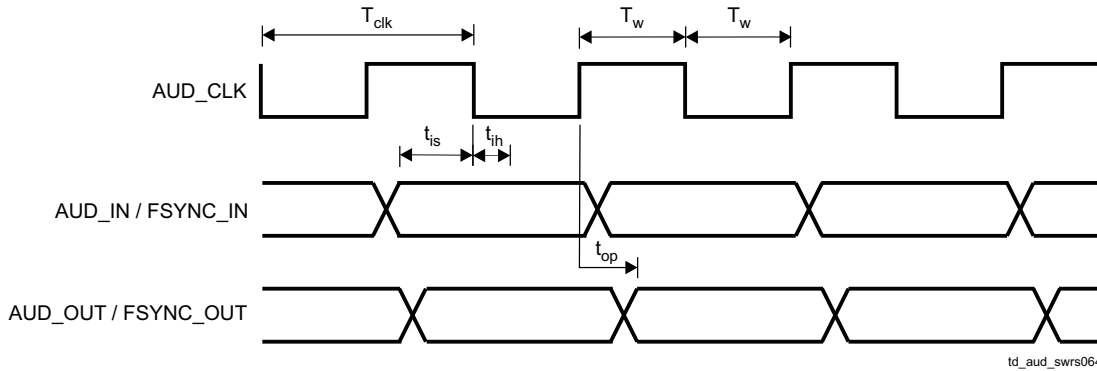 T_clk T_w T_w
AUD_CLK
t_is t_ih
AUD_IN / FSYNC_IN
t_op
AUD_OUT / FSYNC_OUT
td_aud_swrs064